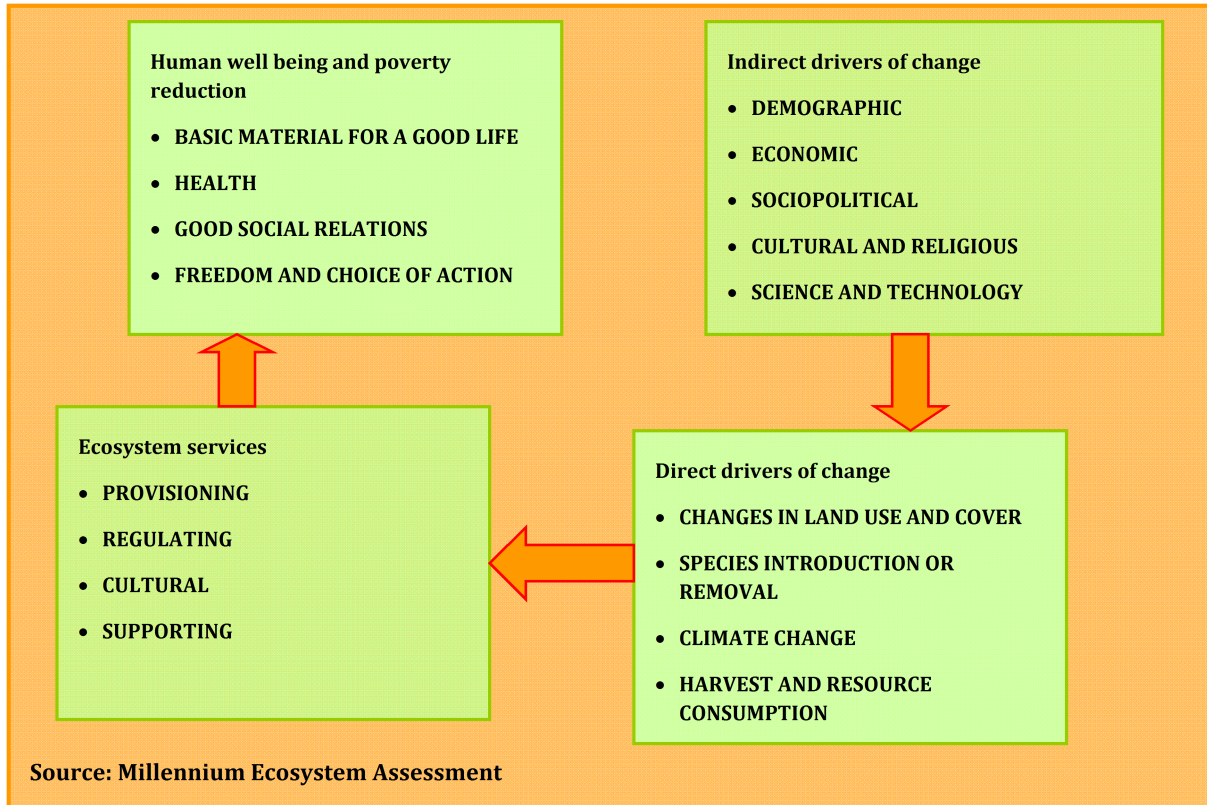 Human well being and poverty
reduction
• BASIC MATERIAL FOR A GOOD LIFE
• HEALTH
• GOOD SOCIAL RELATIONS
• FREEDOM AND CHOICE OF ACTION
Indirect drivers of change
• DEMOGRAPHIC
• ECONOMIC
• SOCIOPOLITICAL
• CULTURAL AND RELIGIOUS
• SCIENCE AND TECHNOLOGY
Ecosystem services
• PROVISIONING
• REGULATING
• CULTURAL
• SUPPORTING
Direct drivers of change
• CHANGES IN LAND USE AND COVER
• SPECIES INTRODUCTION OR
REMOVAL
• CLIMATE CHANGE
• HARVEST AND RESOURCE
CONSUMPTION
Source: Millennium Ecosystem Assessment